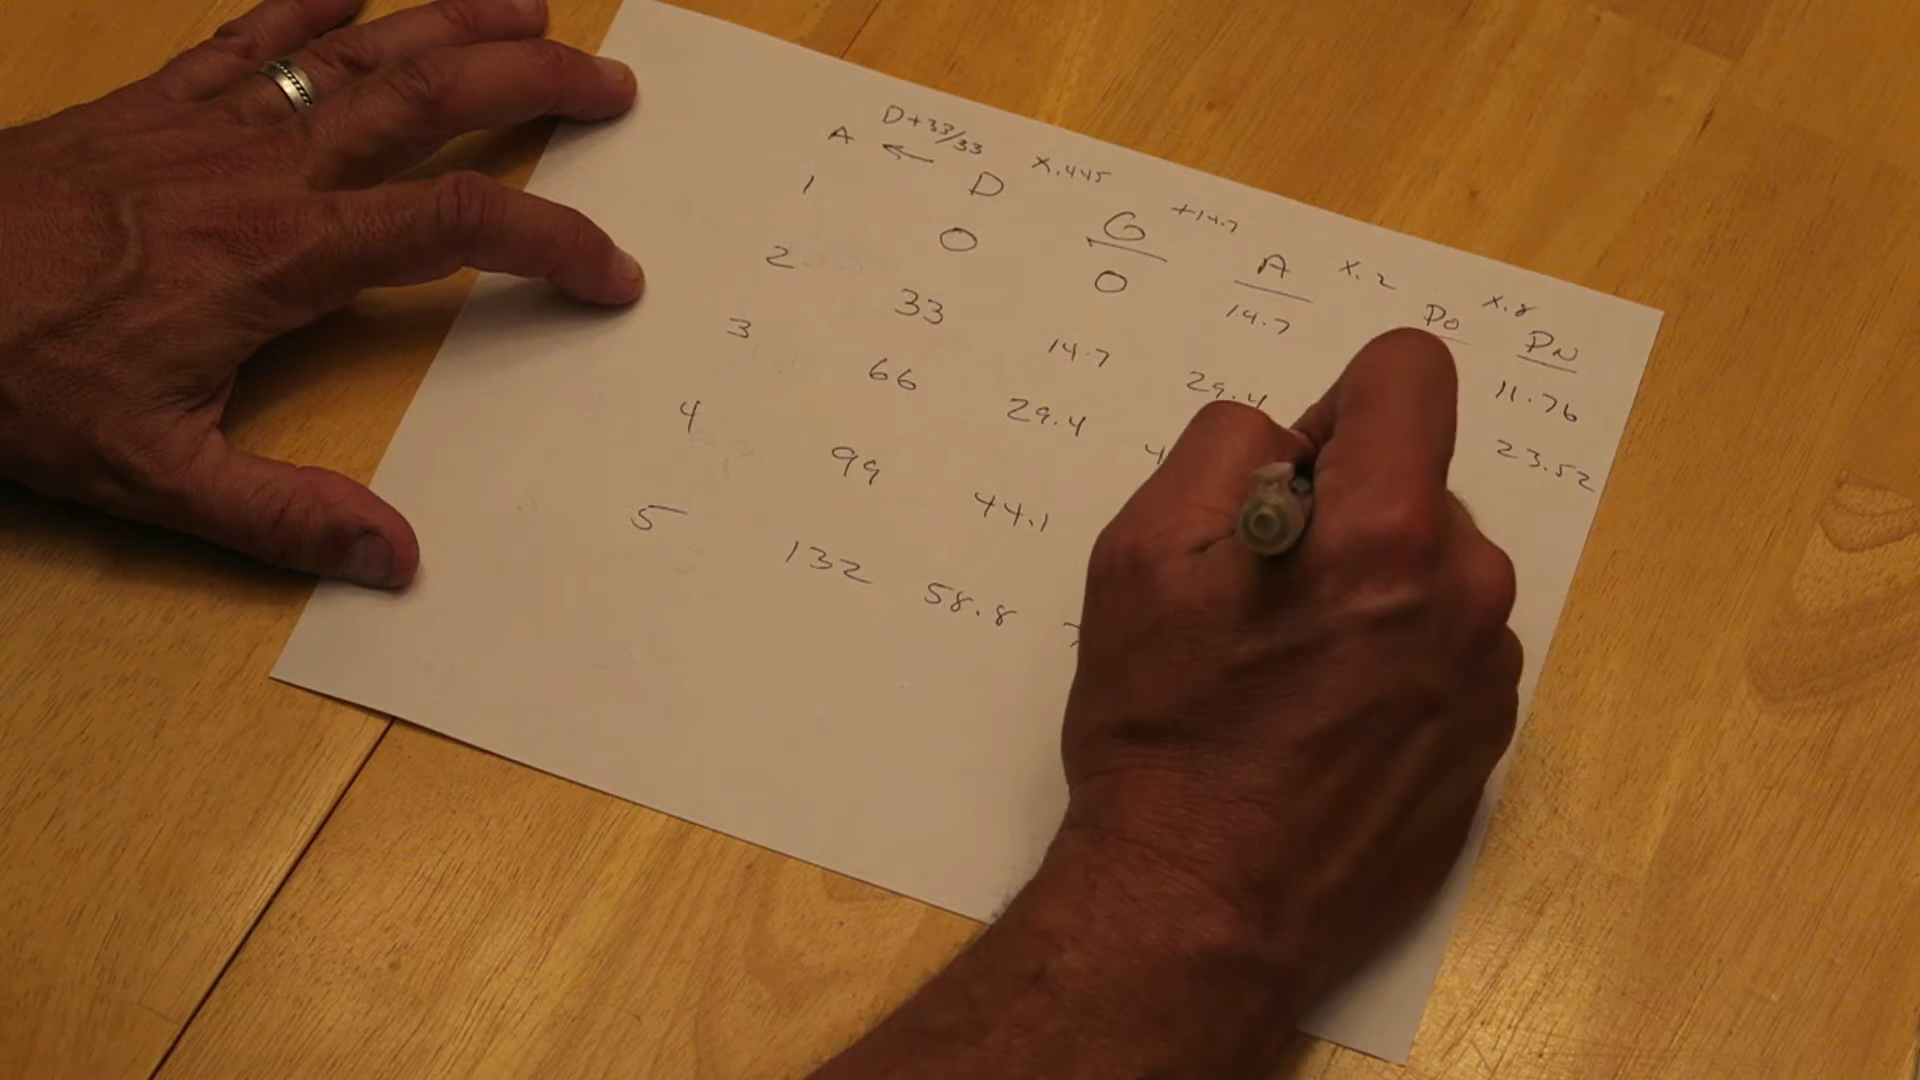 A ← D+33/33 D x.445 G +14.7 A x.2 PO x.8 PN
1 0 0 14.7 11.76
2 33 14.7 29.4 23.52
3 66 29.4
4 99 44.1
5 132 58.8